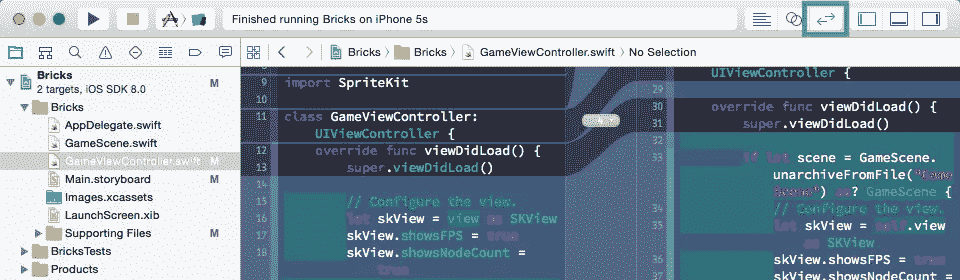 Finished running Bricks on iPhone 5s
Bricks
2 targets, iOS SDK 8.0
M
Bricks
AppDelegate.swift
GameScene.swift
GameViewController.swift
M
Main.storyboard
M
Images.xcassets
LaunchScreen.xib
Supporting Files
M
BricksTests
Products
Bricks > Bricks > GameViewController.swift > No Selection
9 import SpriteKit
10
11 class GameViewController:
UIViewController {
12 override func viewDidLoad() {
13 super.viewDidLoad()
14
15 // Configure the view.
16 let skView = view as SKView
17 skView.showsFPS = true
18 skView.showsNodeCount =
true
UIViewController {
29
30 override func viewDidLoad() {
31 super.viewDidLoad()
32
33 if let scene = GameScene.
unarchiveFromFile(
as? GameScene {
34 // Configure the view.
35 let skView = self.view
as SKView
36 skView.showsFPS = true
37 skView.showsNodeCount =